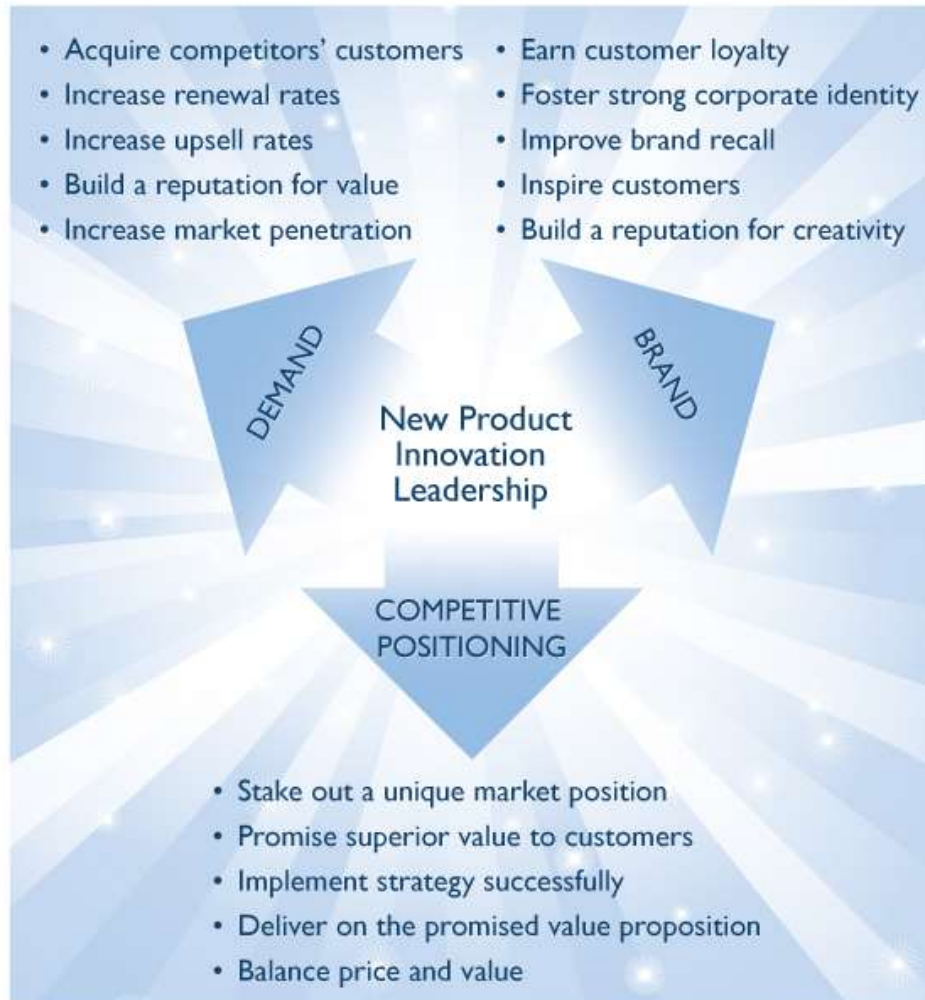 • Acquire competitors’ customers
• Increase renewal rates
• Increase upsell rates
• Build a reputation for value
• Increase market penetration
• Earn customer loyalty
• Foster strong corporate identity
• Improve brand recall
• Inspire customers
• Build a reputation for creativity
DEMAND
BRAND
New Product
Innovation
Leadership
COMPETITIVE
POSITIONING
• Stake out a unique market position
• Promise superior value to customers
• Implement strategy successfully
• Deliver on the promised value proposition
• Balance price and value